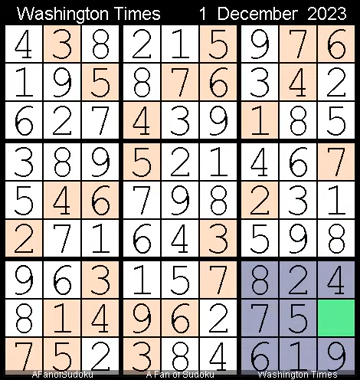 Washington Times 1 December 2023
4 3 8 2 1 5 9 7 6
1 9 5 8 7 6 3 4 2
6 2 7 4 3 9 1 8 5
3 8 9 5 2 1 4 6 7
5 4 6 7 9 8 2 3 1
2 7 1 6 4 3 5 9 8
9 6 3 1 5 7 8 2 4
8 1 4 9 6 2 7 5
7 5 2 3 8 4 6 1 9
AFanofSudoku A Fan of Sudoku Washington Times